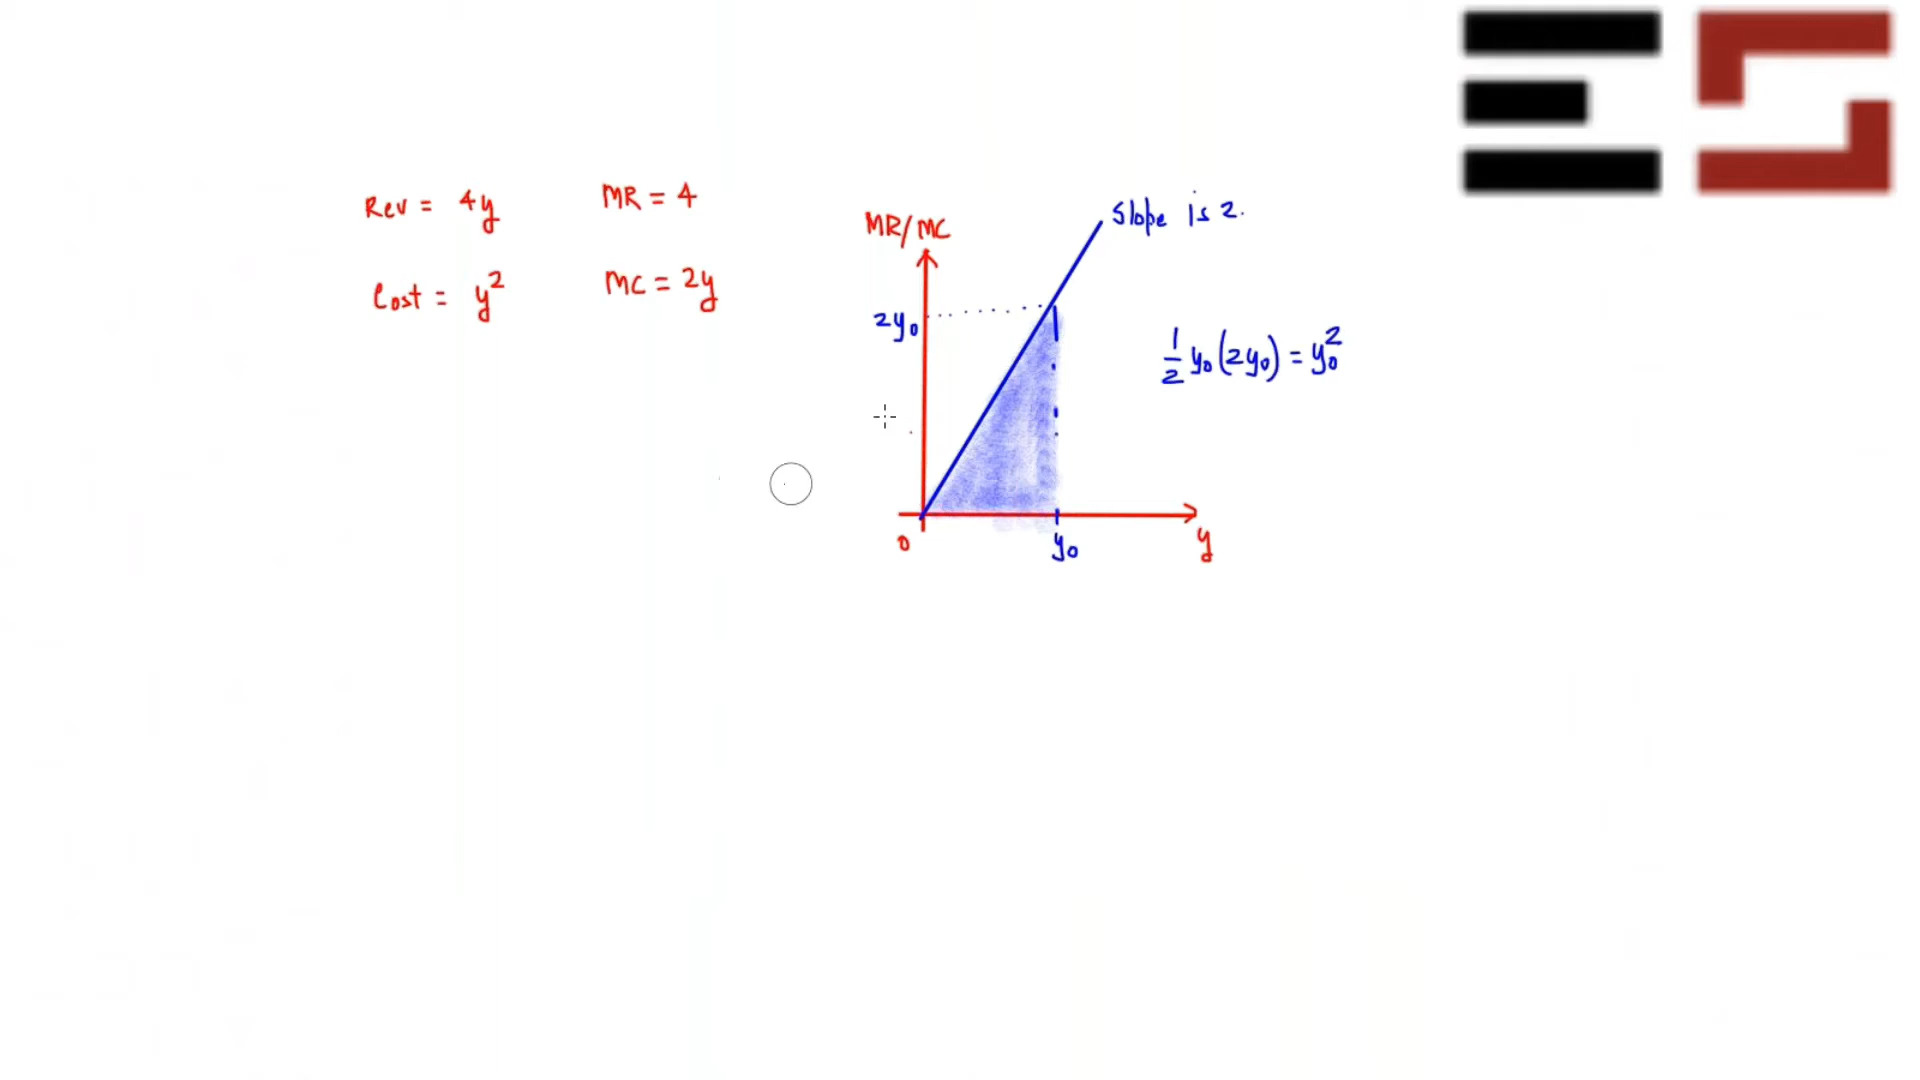 ES
Rev = 4y
MR = 4
Cost = y²
MC = 2y
MR/MC
Slope is 2.
2y₀
½ y₀(2y₀) = y₀²
0
y₀
y